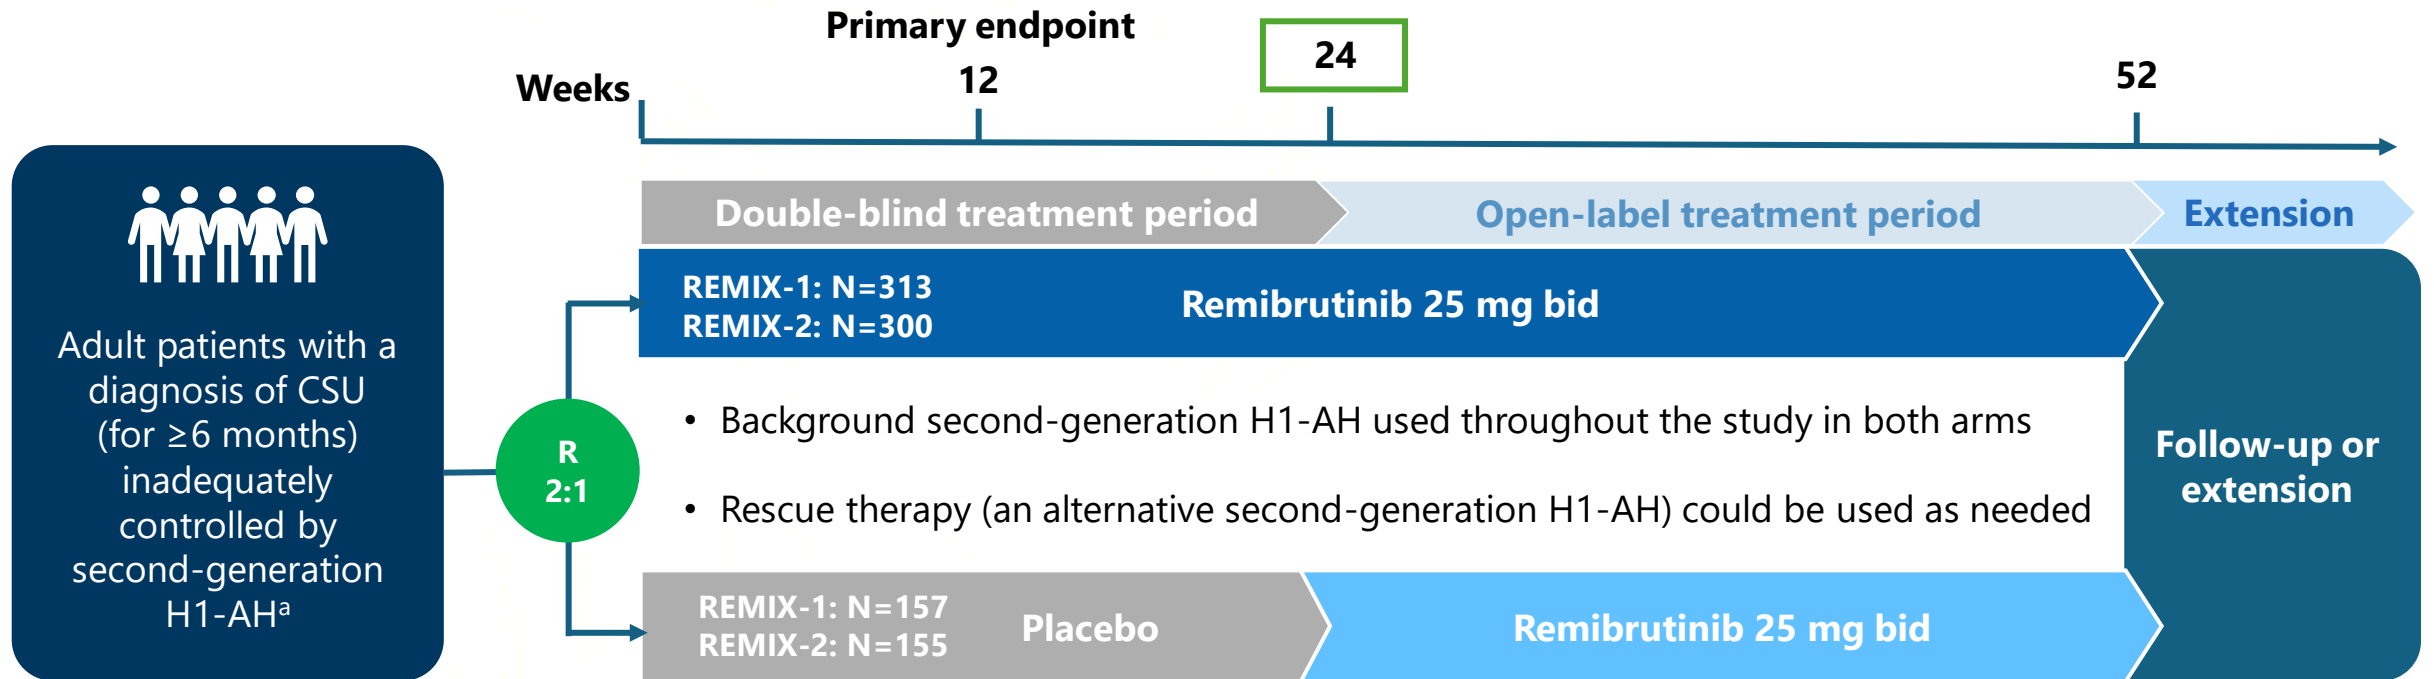 Primary endpoint
Weeks
12
24
52
Double-blind treatment period
Open-label treatment period
Extension
Adult patients with a
diagnosis of CSU
(for ≥6 months)
inadequately
controlled by
second-generation
H1-AHᵃ
R
2:1
REMIX-1: N=313
REMIX-2: N=300
Remibrutinib 25 mg bid
• Background second-generation H1-AH used throughout the study in both arms
• Rescue therapy (an alternative second-generation H1-AH) could be used as needed
REMIX-1: N=157
REMIX-2: N=155
Placebo
Remibrutinib 25 mg bid
Follow-up or
extension